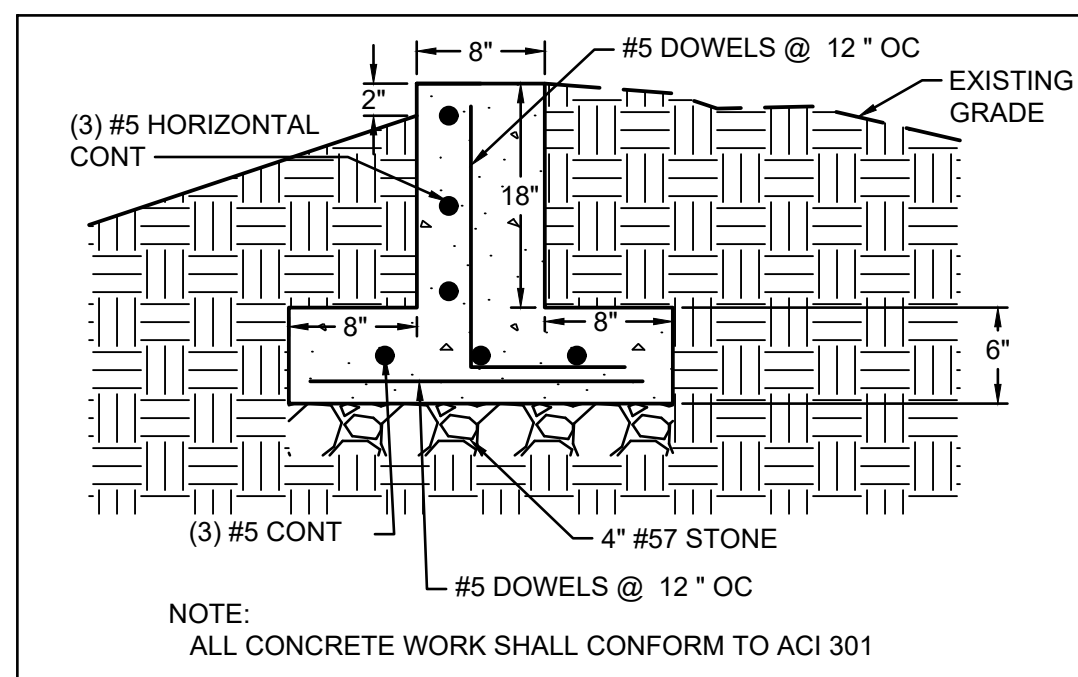 8"
#5 DOWELS @ 12 " OC
2"
EXISTING
GRADE
(3) #5 HORIZONTAL
CONT
18"
8"
8"
6"
(3) #5 CONT
4" #57 STONE
#5 DOWELS @ 12 " OC
NOTE:
ALL CONCRETE WORK SHALL CONFORM TO ACI 301